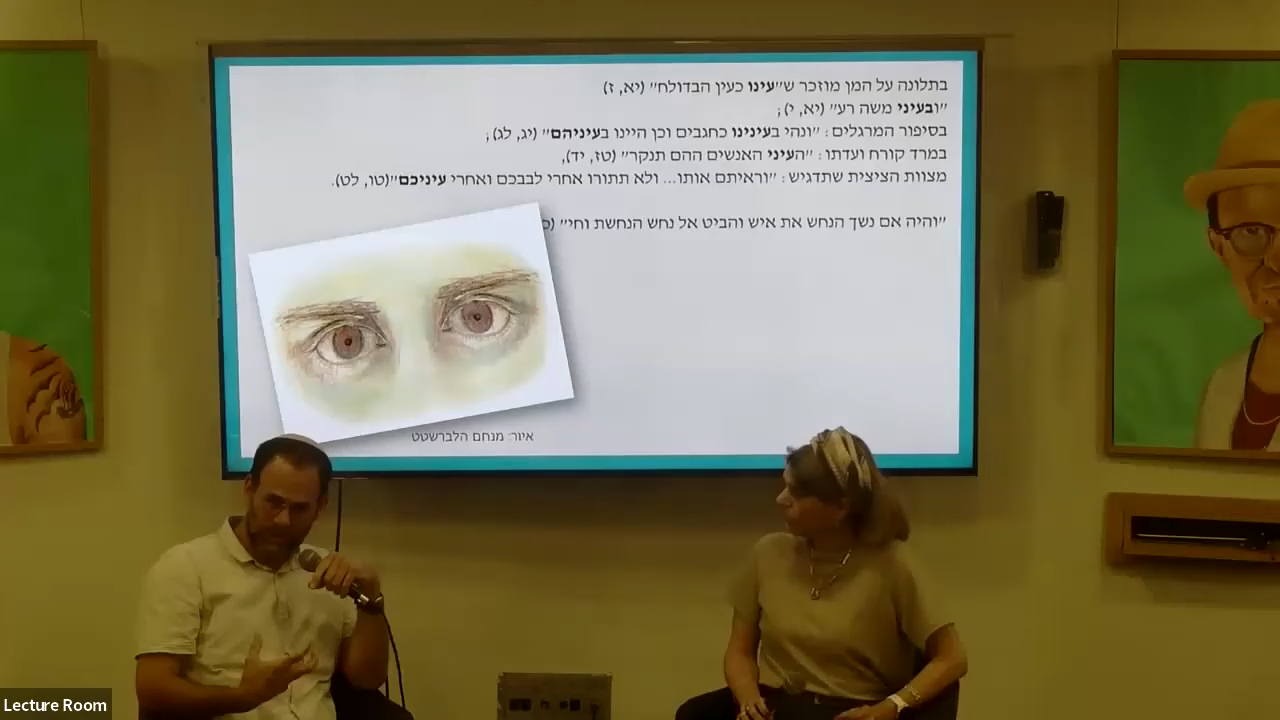 בתלונה על המן מוזכר ש״עינו כעין הבדולח״ (יא, ז)
״ובעיני משה רע״ (יא, י);
בסיפור המרגלים: ״ונהי בעינינו כחגבים וכן היינו בעיניהם״ (יג, לג);
במרד קורח ועדתו: ״העיני האנשים ההם תנקר״ (טז, יד),
מצוות הציצית שתדגיש: ״וראיתם אותו... ולא תתורו אחרי לבבכם ואחרי עיניכם״(טו, לט).
״והיה אם נשך הנחש את איש והביט אל נחש הנחשת וחי״
איור: מנחם הלברשטט
Lecture Room